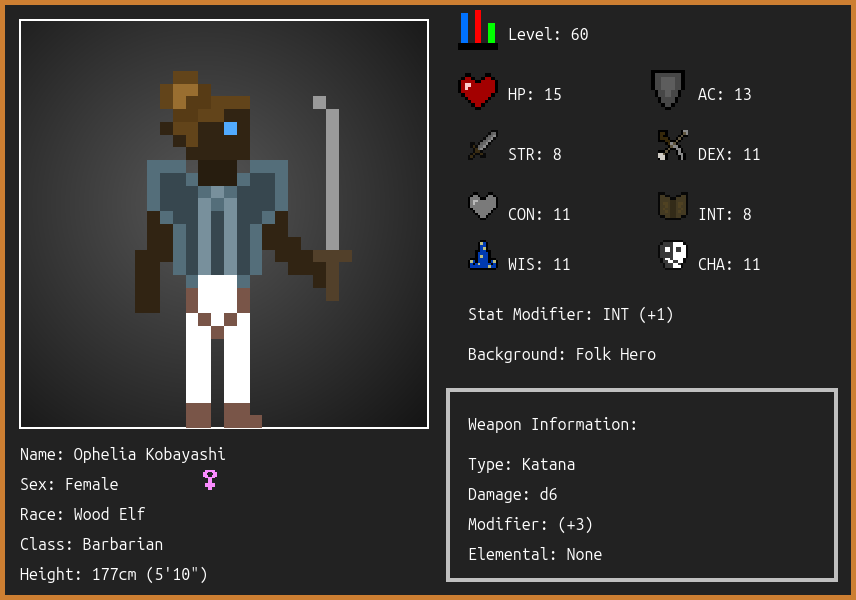 Level: 60
HP: 15
AC: 13
STR: 8
DEX: 11
CON: 11
INT: 8
WIS: 11
CHA: 11
Stat Modifier: INT (+1)
Background: Folk Hero
Weapon Information:
Type: Katana
Damage: d6
Modifier: (+3)
Elemental: None
Name: Ophelia Kobayashi
Sex: Female
Race: Wood Elf
Class: Barbarian
Height: 177cm (5'10")